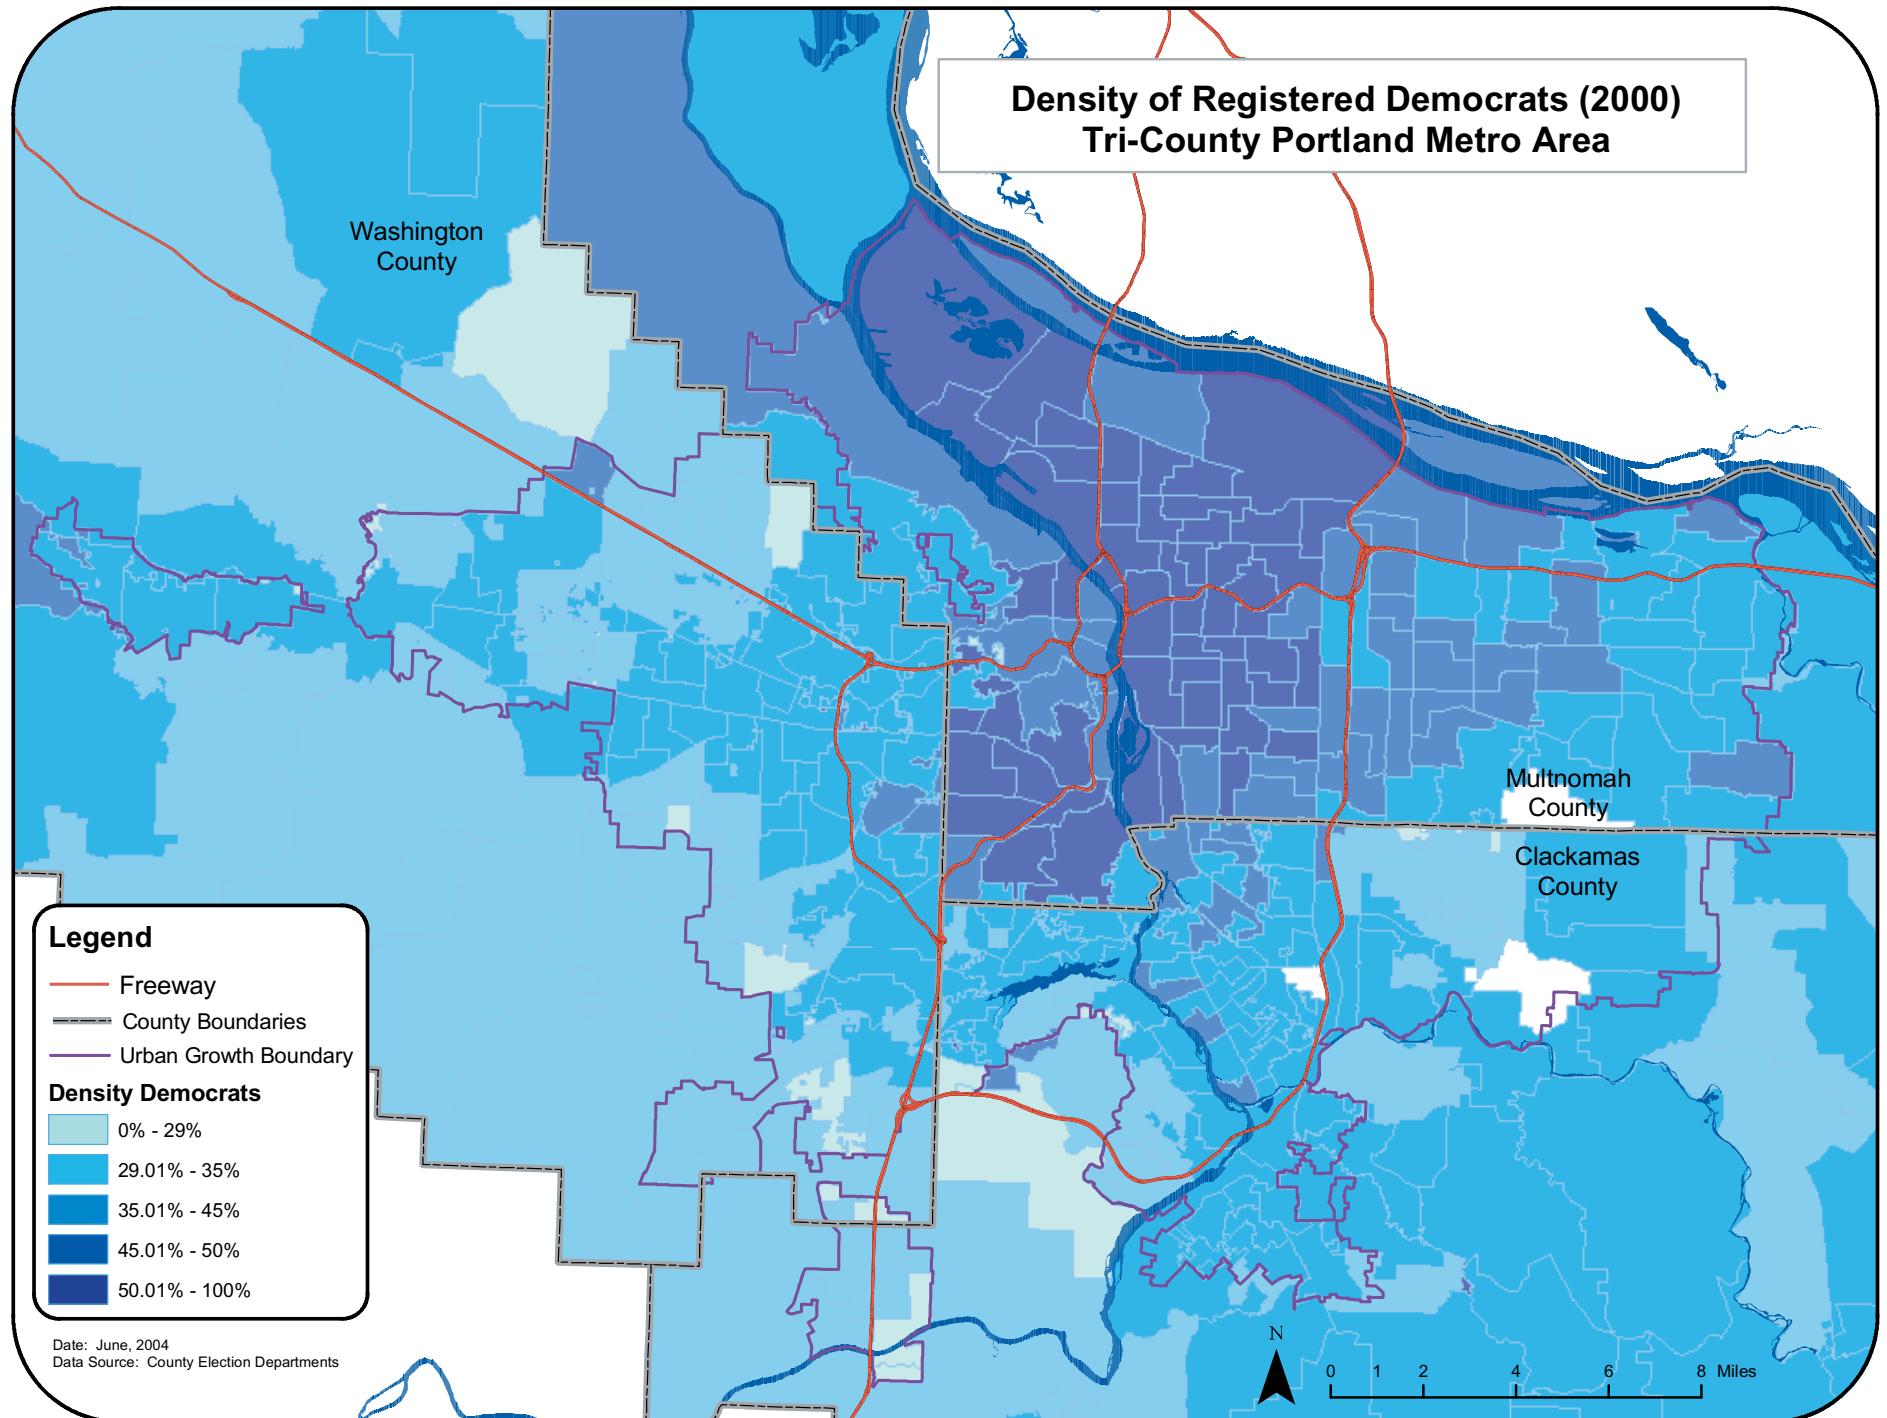 Density of Registered Democrats (2000)
Tri-County Portland Metro Area
Washington
County
Multnomah
County
Clackamas
County
Legend
Freeway
County Boundaries
Urban Growth Boundary
Density Democrats
0% - 29%
29.01% - 35%
35.01% - 45%
45.01% - 50%
50.01% - 100%
Date: June, 2004
Data Source: County Election Departments
N
0 1 2 4 6 8 Miles